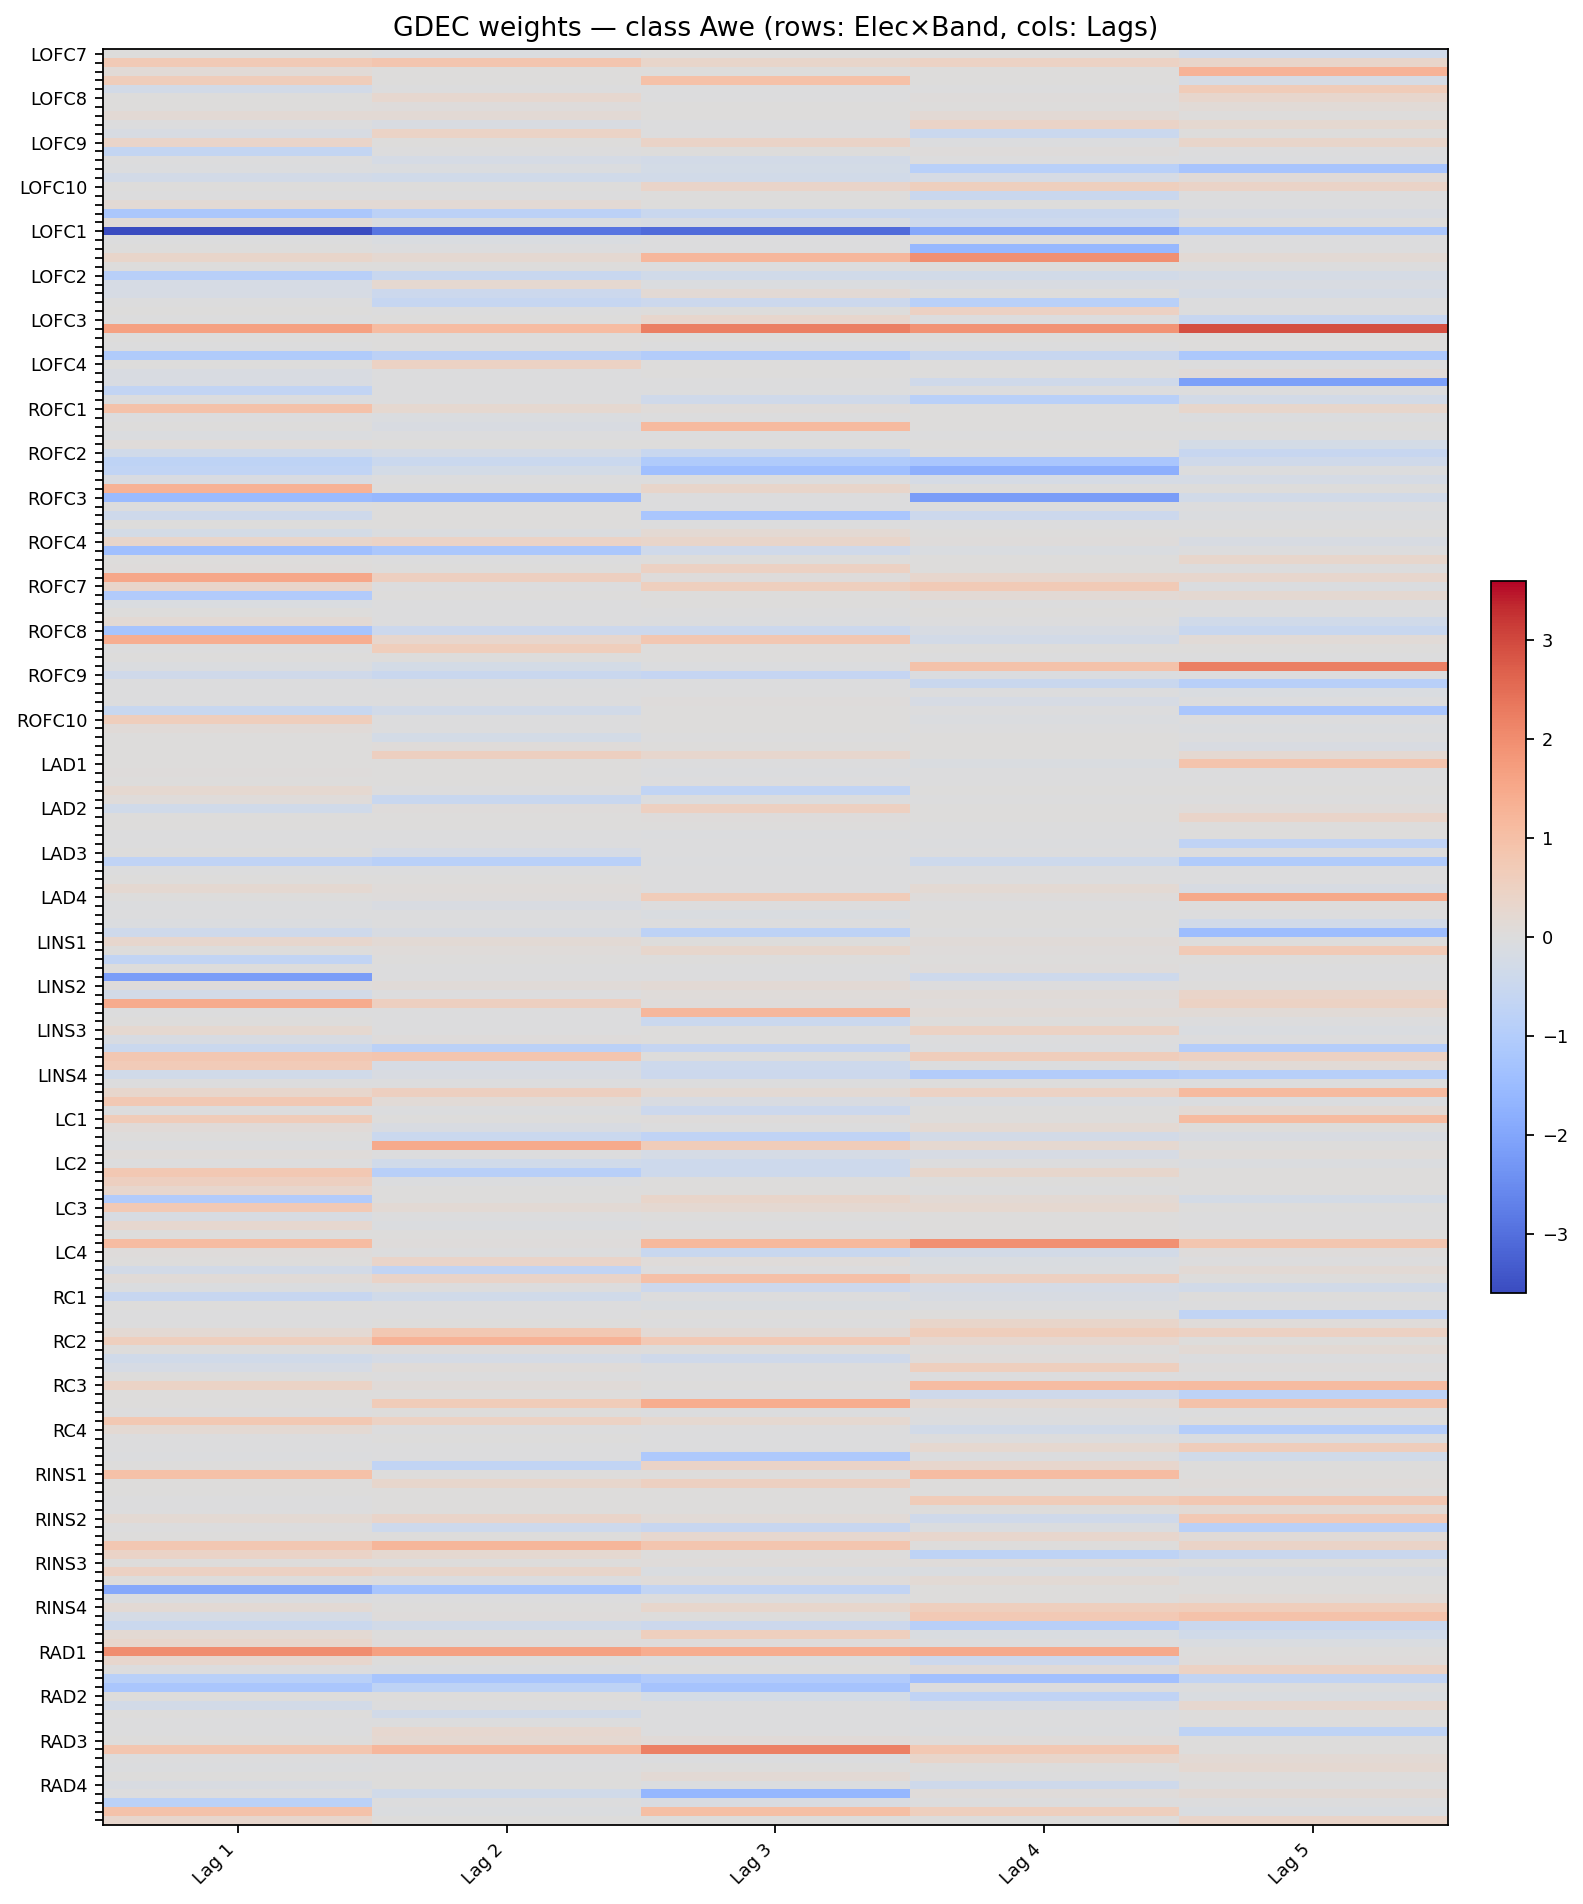 GDEC weights — class Awe (rows: Elec×Band, cols: Lags)
LOFC7
LOFC8
LOFC9
LOFC10
LOFC1
LOFC2
LOFC3
LOFC4
ROFC1
ROFC2
ROFC3
ROFC4
ROFC7
ROFC8
ROFC9
ROFC10
LAD1
LAD2
LAD3
LAD4
LINS1
LINS2
LINS3
LINS4
LC1
LC2
LC3
LC4
RC1
RC2
RC3
RC4
RINS1
RINS2
RINS3
RINS4
RAD1
RAD2
RAD3
RAD4
Lag 1
Lag 2
Lag 3
Lag 4
Lag 5
3
2
1
0
−1
−2
−3